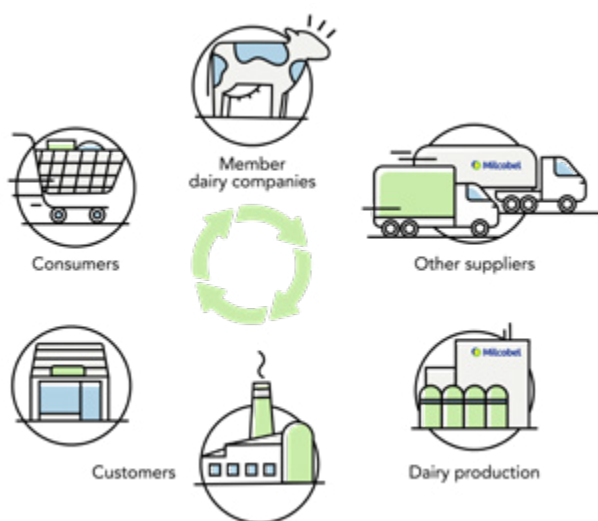 Member
dairy companies
Milcobel
Consumers
Other suppliers
Milcobel
Customers
Dairy production